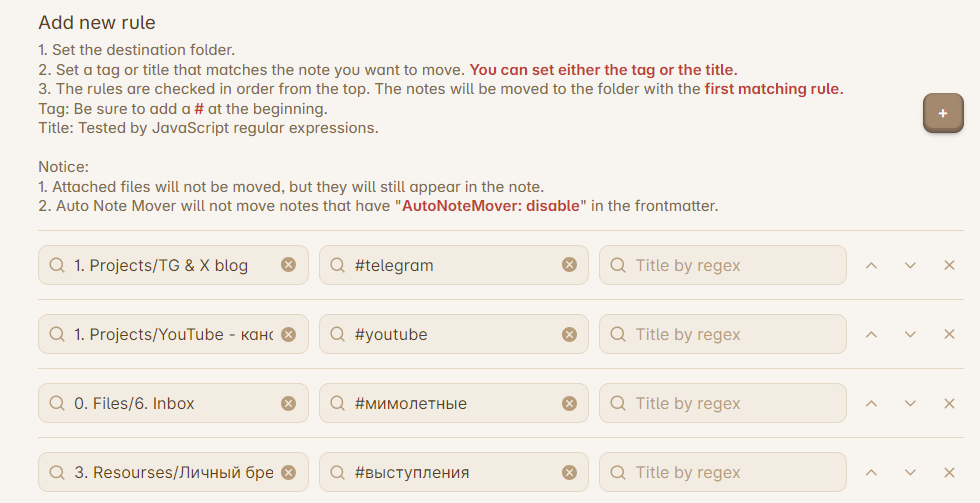 Add new rule
1. Set the destination folder.
2. Set a tag or title that matches the note you want to move. You can set either the tag or the title.
3. The rules are checked in order from the top. The notes will be moved to the folder with the first matching rule.
Tag: Be sure to add a # at the beginning.
Title: Tested by JavaScript regular expressions.
+
Notice:
1. Attached files will not be moved, but they will still appear in the note.
2. Auto Note Mover will not move notes that have "AutoNoteMover: disable" in the frontmatter.
1. Projects/TG & X blog #telegram Title by regex
1. Projects/YouTube - кан #youtube Title by regex
0. Files/6. Inbox #мимолетные Title by regex
3. Resourses/Личный бре #выступления Title by regex